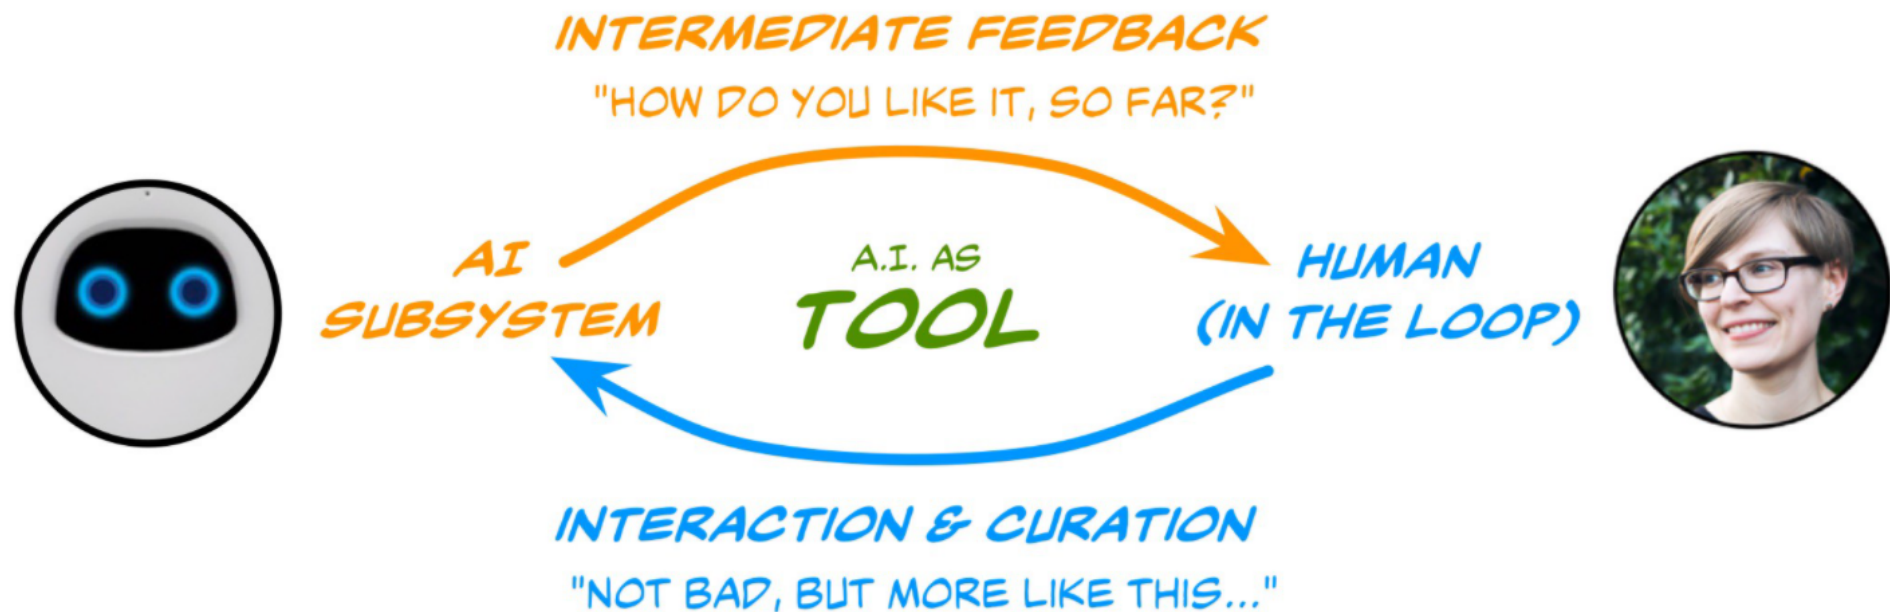 INTERMEDIATE FEEDBACK
"HOW DO YOU LIKE IT, SO FAR?"
AI
SUBSYSTEM
A.I. AS
TOOL
HUMAN
(IN THE LOOP)
INTERACTION & CURATION
"NOT BAD, BUT MORE LIKE THIS..."